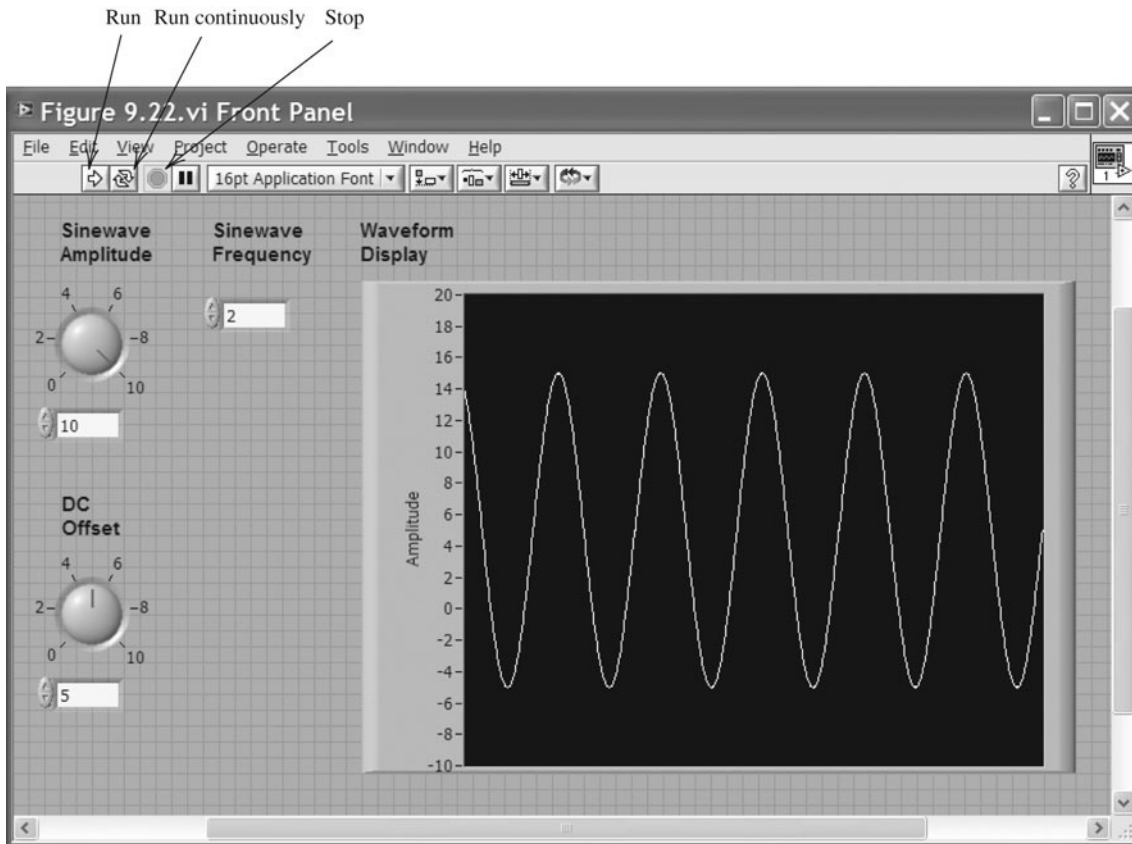 Run Run continuously Stop
Figure 9.22.vi Front Panel
File Edit View Project Operate Tools Window Help
16pt Application Font
?
1
Sinewave
Amplitude
4 6
2 8
0 10
10
Sinewave
Frequency
2
DC
Offset
4 6
2 8
0 10
5
Waveform
Display
Amplitude
20
18
16
14
12
10
8
6
4
2
0
-2
-4
-6
-8
-10